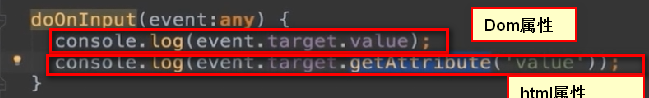 doOnInput(event:any) {
Dom属性
console.log(event.target.value);
console.log(event.target.getAttribute('value'));
}
html属性